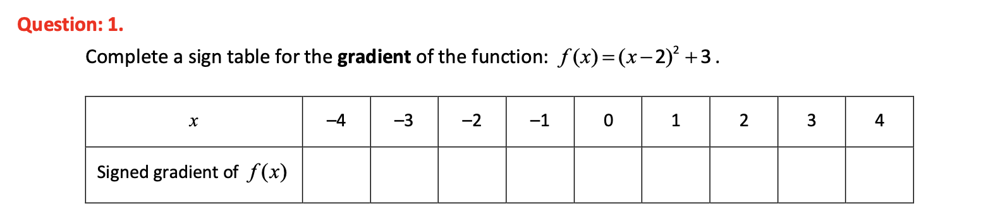 Question: 1.
Complete a sign table for the gradient of the function: f(x)=(x−2)²+3.
x −4 −3 −2 −1 0 1 2 3 4
Signed gradient of f(x)